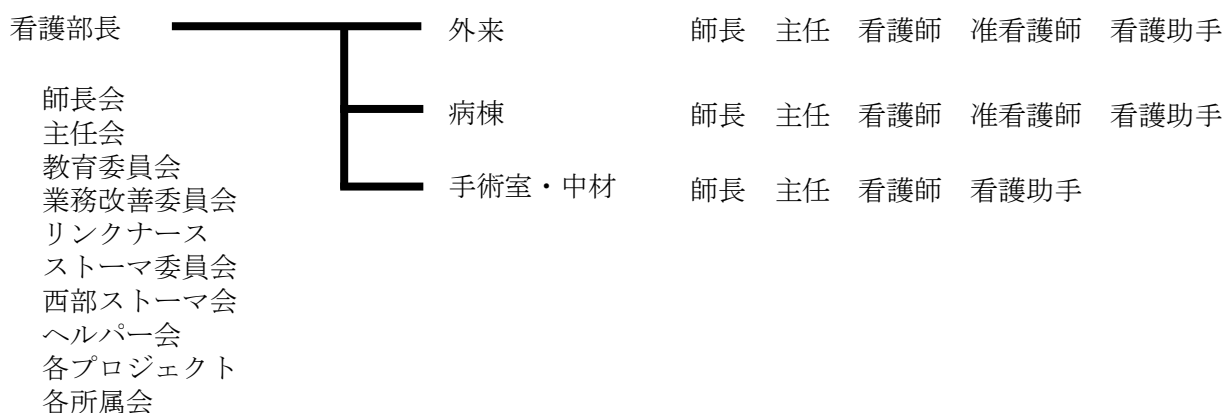 看護部長 外来 師長 主任 看護師 准看護師 看護助手
師長会
主任会
病棟 師長 主任 看護師 准看護師 看護助手
教育委員会
手術室・中材 師長 主任 看護師 看護助手
業務改善委員会
リンクナース
ストーマ委員会
西部ストーマ会
ヘルパー会
各プロジェクト
各所属会